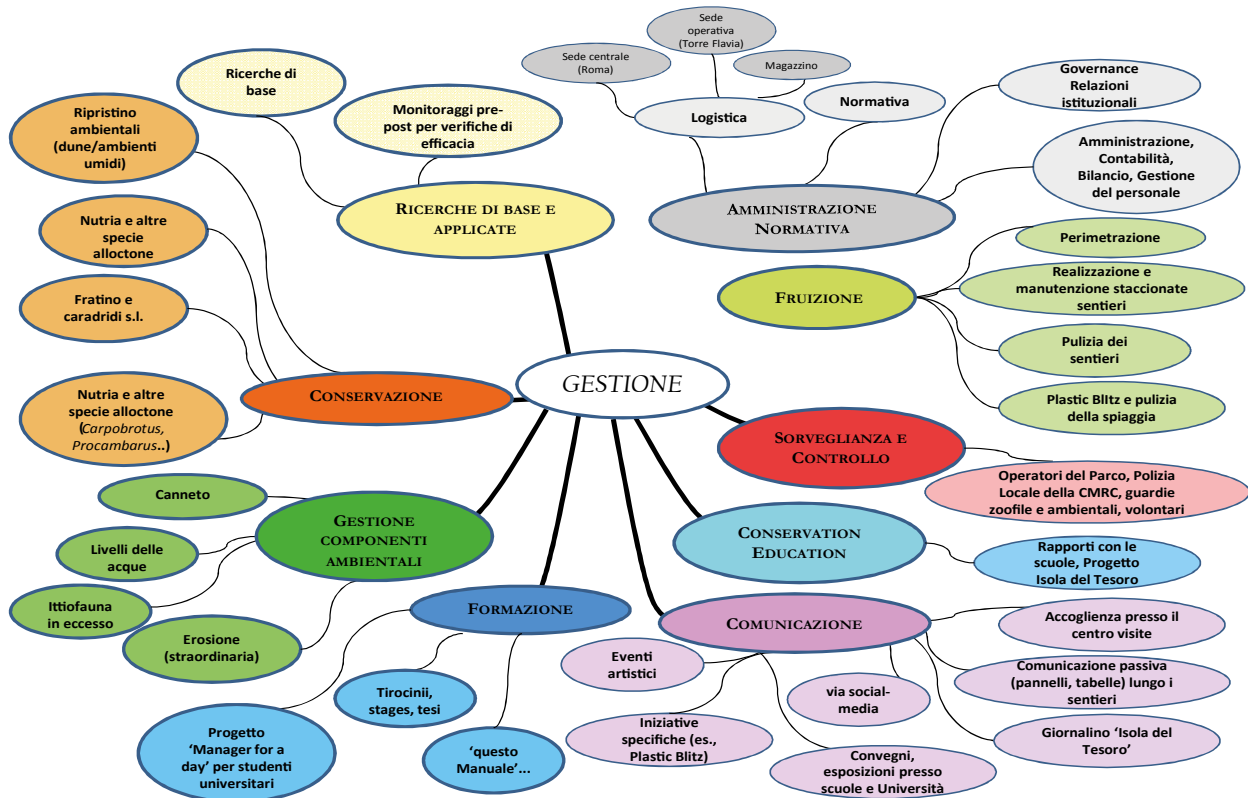 Sede
operativa
(Torre Flavia)
Sede centrale
(Roma)
Magazzino
Logistica
Normativa
Governance
Relazioni
istituzionali
Amministrazione,
Contabilità,
Bilancio, Gestione
del personale
AMMINISTRAZIONE
NORMATIVA
Ricerche di
base
Monitoraggi pre-
post per verifiche di
efficacia
RICERCHE DI BASE E
APPLICATE
Ripristino
ambientali
(dune/ambienti
umidi)
Nutria e altre
specie
alloctone
Fratino e
caradridi s.l.
Nutria e altre
specie alloctone
(Carpobrotus,
Procambarus..)
CONSERVAZIONE
GESTIONE
FRUIZIONE
Perimetrazione
Realizzazione e
manutenzione staccionate
sentieri
Pulizia dei
sentieri
Plastic Blitz e pulizia
della spiaggia
SORVEGLIANZA E
CONTROLLO
Operatori del Parco, Polizia
Locale della CMRC, guardie
zoofile e ambientali, volontari
CONSERVATION
EDUCATION
Rapporti con le
scuole, Progetto
Isola del Tesoro
Canneto
Livelli delle
acque
Ittiofauna
in eccesso
Erosione
(straordinaria)
GESTIONE
COMPONENTI
AMBIENTALI
FORMAZIONE
Tirocinii,
stages, tesi
Progetto
‘Manager for a
day’ per studenti
universitari
‘questo
Manuale’...
COMUNICAZIONE
Eventi
artistici
Iniziative
specifiche (es.,
Plastic Blitz)
via social-
media
Convegni,
esposizioni presso
scuole e Università
Accoglienza presso il
centro visite
Comunicazione passiva
(pannelli, tabelle) lungo i
sentieri
Giornalino ‘Isola del
Tesoro’